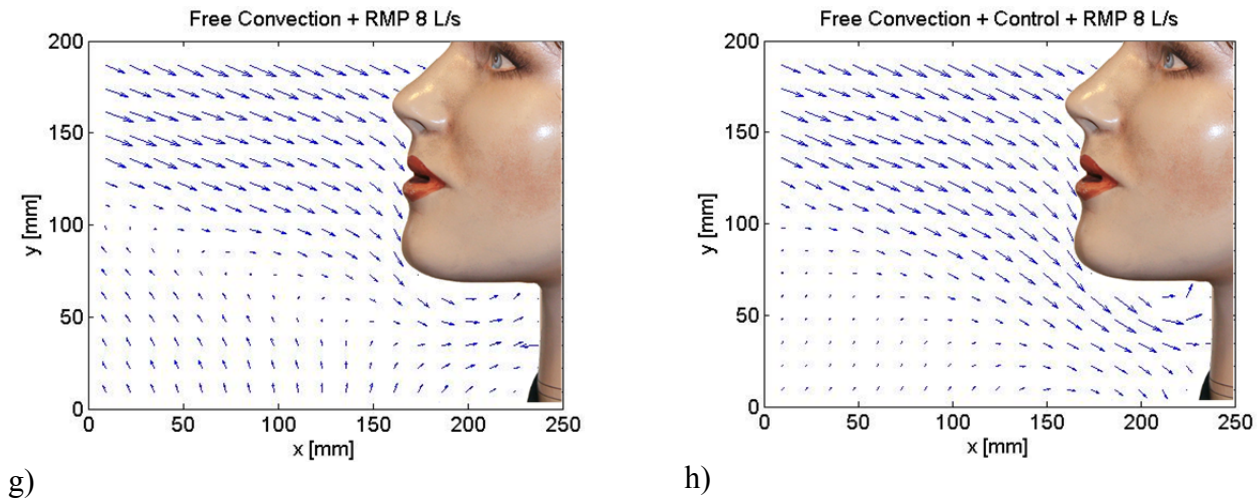 Free Convection + RMP 8 L/s
200
150
100
50
0
y [mm]
0 50 100 150 200 250
x [mm]
g)
Free Convection + Control + RMP 8 L/s
200
150
100
50
0
y [mm]
0 50 100 150 200 250
x [mm]
h)